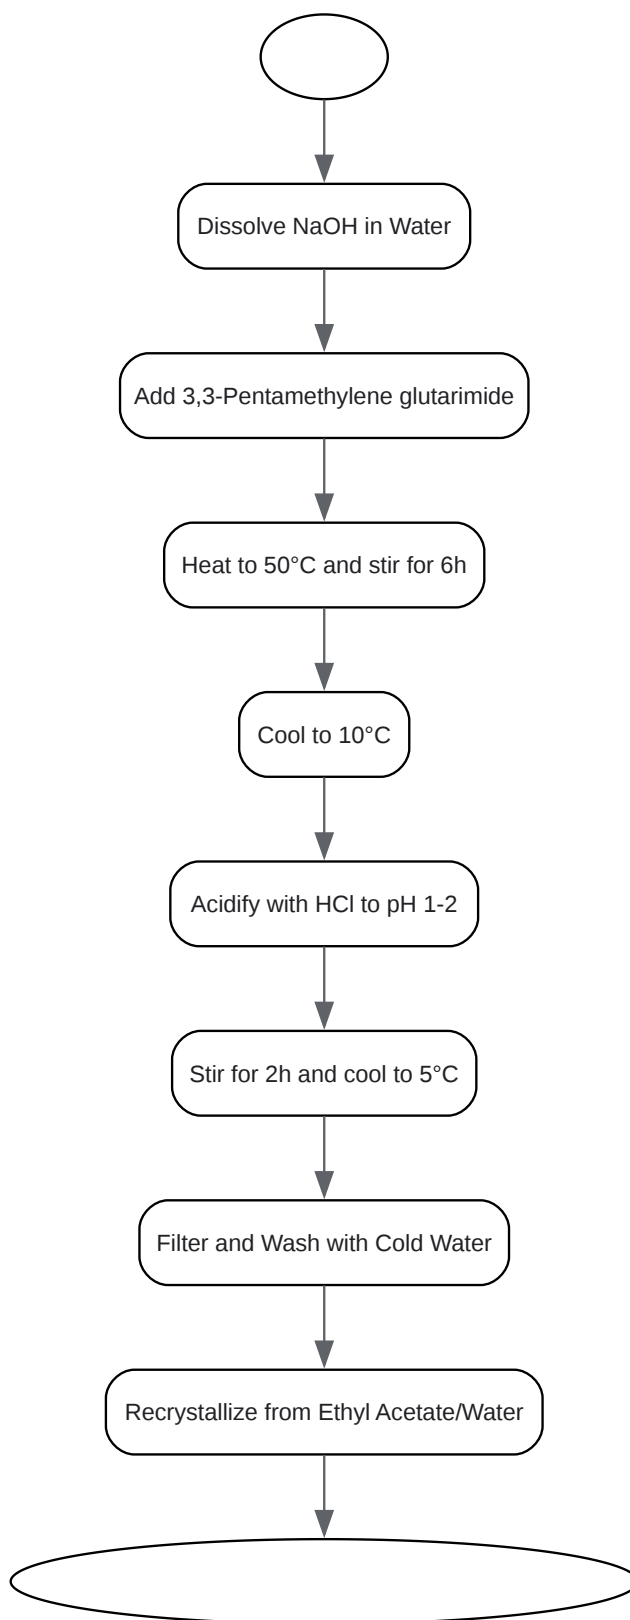 Dissolve NaOH in Water
Add 3,3-Pentamethylene glutarimide
Heat to 50°C and stir for 6h
Cool to 10°C
Acidify with HCl to pH 1-2
Stir for 2h and cool to 5°C
Filter and Wash with Cold Water
Recrystallize from Ethyl Acetate/Water